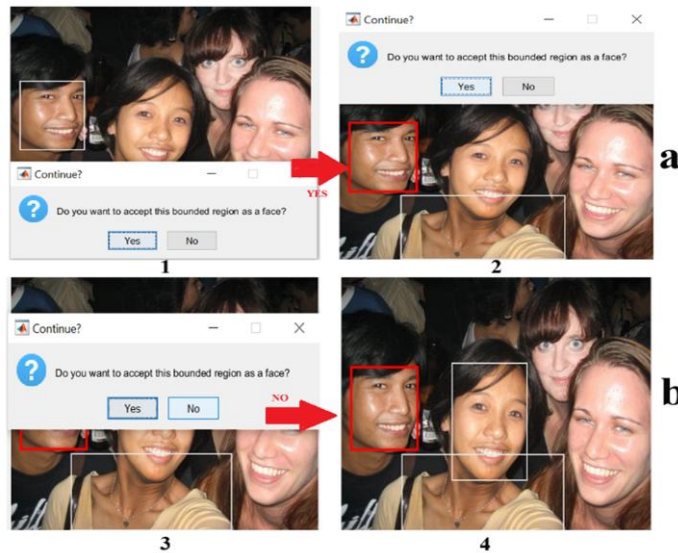 Continue?
Do you want to accept this bounded region as a face?
Yes No
1
YES
Continue?
Do you want to accept this bounded region as a face?
Yes No
2
a
Continue?
Do you want to accept this bounded region as a face?
Yes No
3
NO
4
b